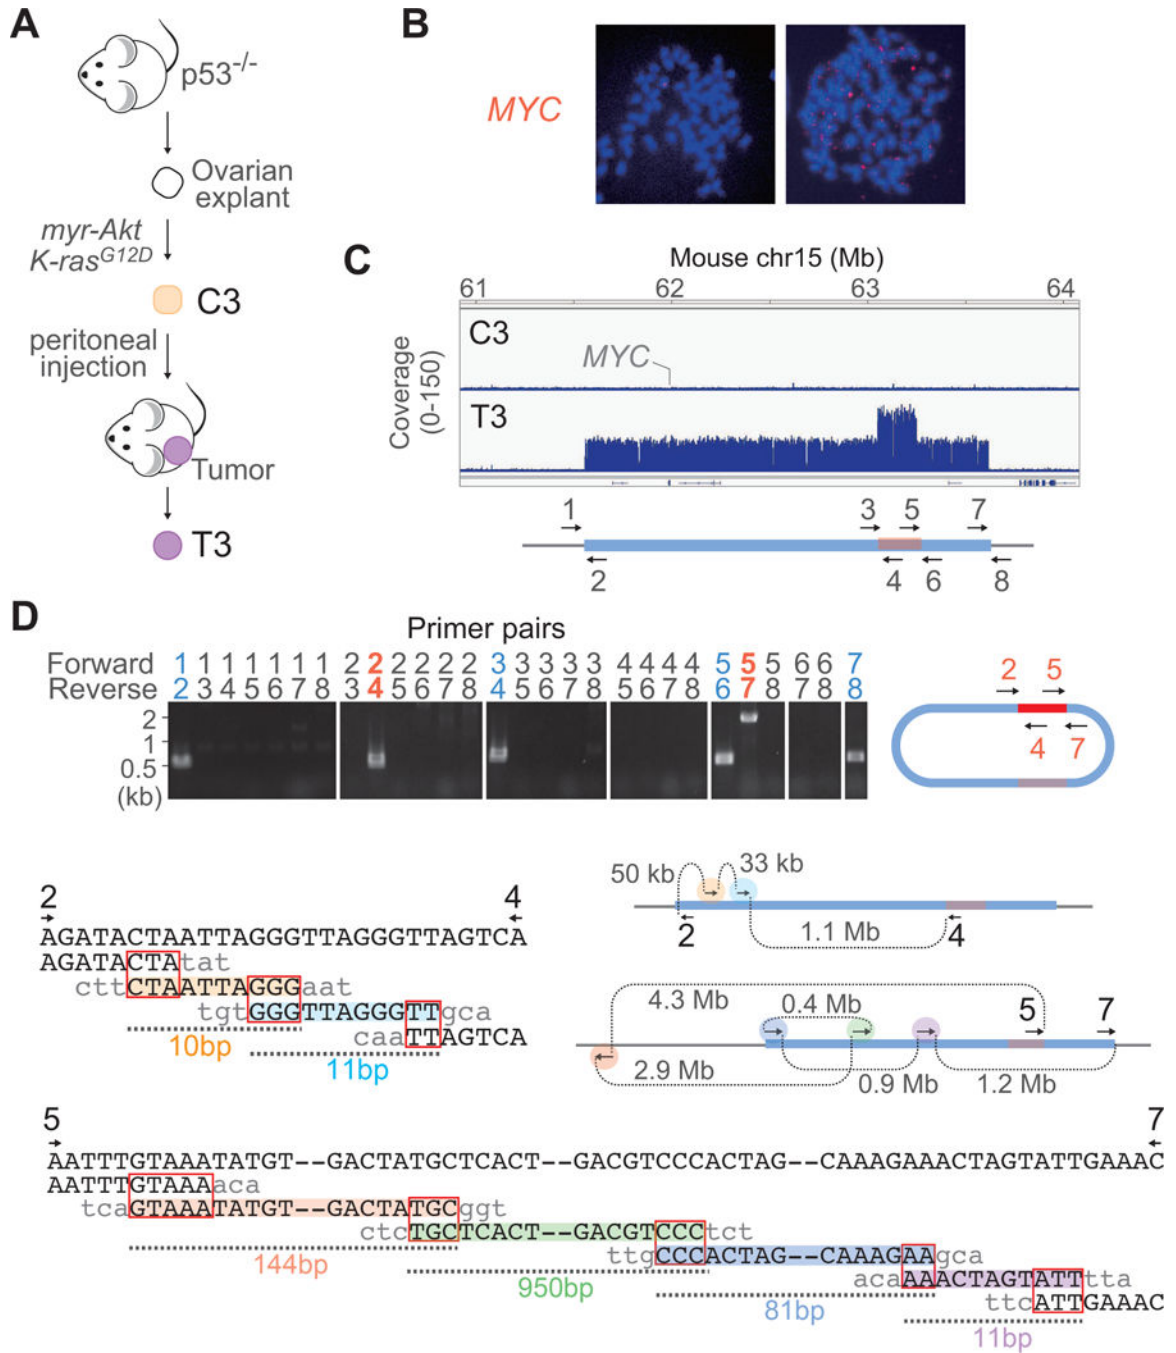 A
p53-/-
Ovarian
explant
myr-Akt
K-rasG12D
C3
peritoneal
injection
Tumor
T3
B
MYC
C
Mouse chr15 (Mb)
61 62 63 64
Coverage
(0-150)
C3
MYC
T3
1 3 5 7
2 4 6 8
D
Primer pairs
Forward 1 1 1 1 1 1 1 2 2 2 2 2 2 3 3 3 3 3 4 4 4 4 5 5 5 6 6 7
Reverse 2 3 4 5 6 7 8 3 4 5 6 7 8 4 5 6 7 8 5 6 7 8 6 7 8 7 8 8
2
1
0.5
(kb)
2 5
4 7
50 kb
33 kb
1.1 Mb
2 4
2 4
AGATACTAATTAGGGTTAGGGTTAGTCA
AGATACTAtat
cttCTAATTAGGGaat
tgtGGGTTAGGGTTgca
caaTTAGTCA
10bp
11bp
4.3 Mb
0.4 Mb
5 7
2.9 Mb
0.9 Mb
1.2 Mb
5 7
AATTTGTAAATATGT--GACTATGCTCACT--GACGTCCCACTAG--CAAAGAAACTAGTATTGAAAC
AATTTGTAAAaca
tcaGTAAATATGT--GACTATGCggt
ctcTGCTCACT--GACGTCCCtct
ttgCCCACTAG--CAAAGAAgca
acaAAACTAGTATTtta
ttcATTGAAAC
144bp
950bp
81bp
11bp